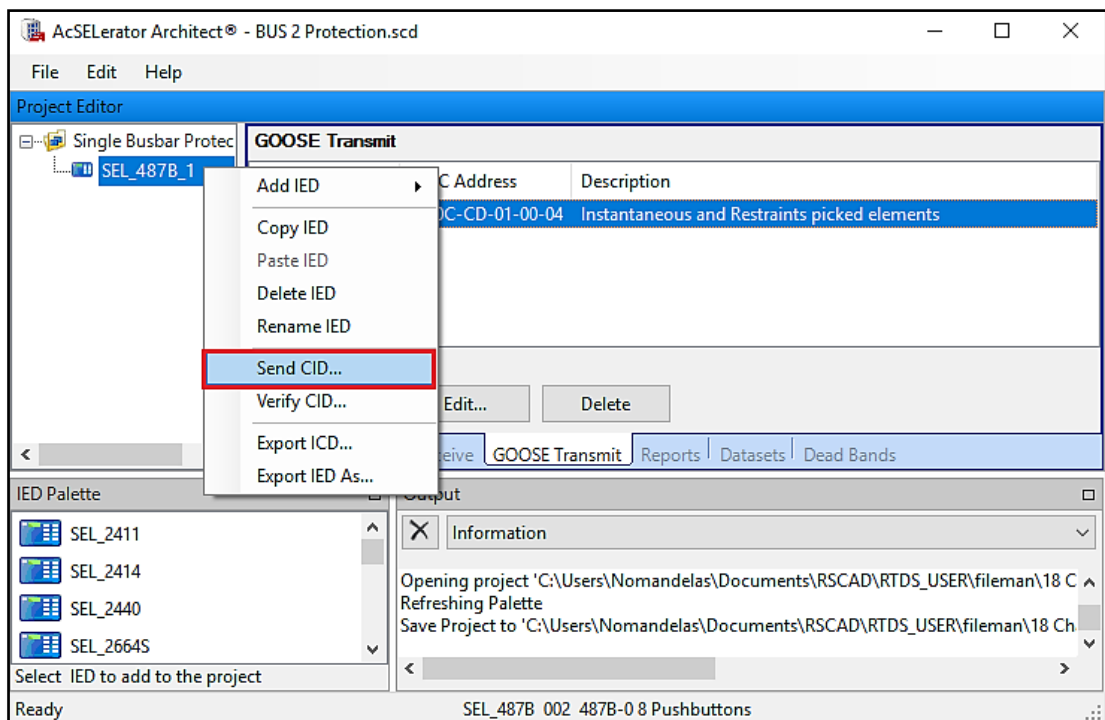 AcSELerator Architect® - BUS 2 Protection.scd
File Edit Help
Project Editor
Single Busbar Protec
SEL_487B_1
GOOSE Transmit
C Address Description
C-CD-01-00-04 Instantaneous and Restraints picked elements
Add IED
Copy IED
Paste IED
Delete IED
Rename IED
Send CID...
Verify CID...
Export ICD...
Export IED As...
Edit... Delete
eive GOOSE Transmit Reports Datasets Dead Bands
IED Palette
SEL_2411
SEL_2414
SEL_2440
SEL_2664S
Select IED to add to the project
Output
Information
Opening project 'C:\Users\Nomandelas\Documents\RSCAD\RTDS_USER\fileman\18 C
Refreshing Palette
Save Project to 'C:\Users\Nomandelas\Documents\RSCAD\RTDS_USER\fileman\18 Ch
Ready SEL_487B 002 487B-0 8 Pushbuttons